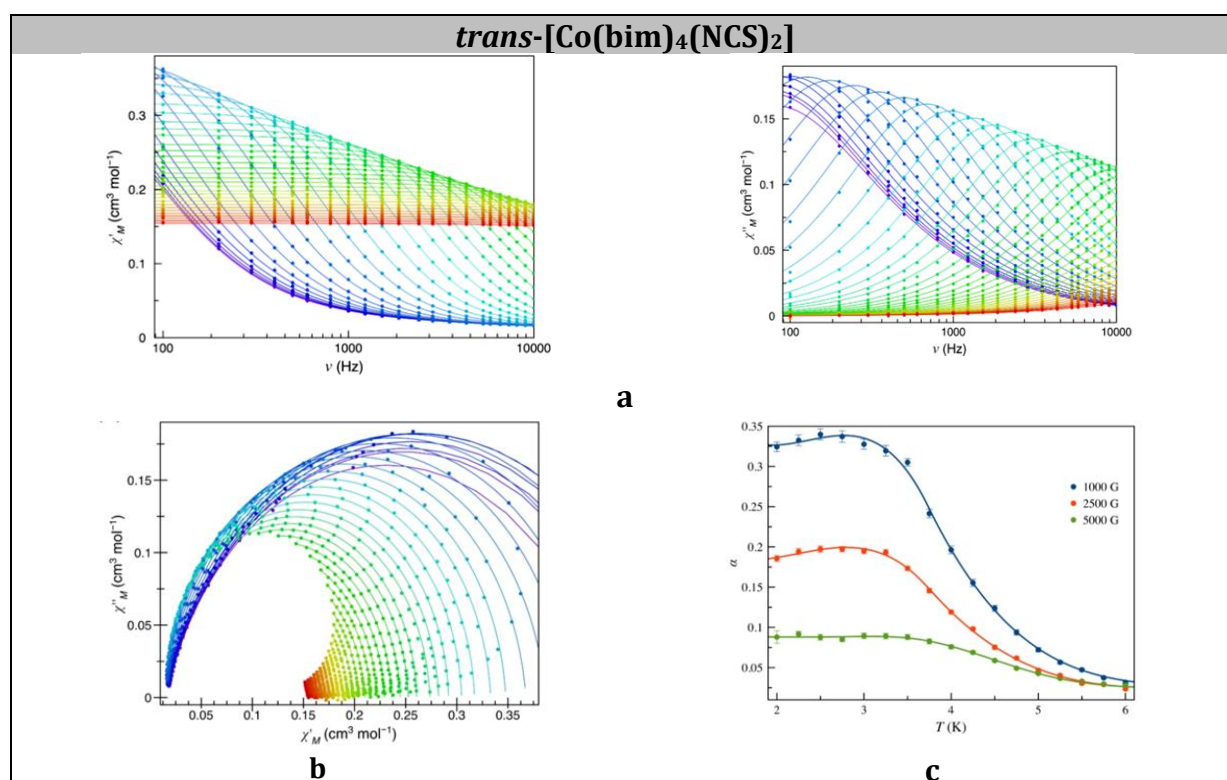 trans-[Co(bim)₄(NCS)₂]
χ'M (cm³ mol⁻¹)
0.3
0.2
0.1
0
100
1000
10000
ν (Hz)
χ''M (cm³ mol⁻¹)
0.15
0.1
0.05
0
100
1000
10000
ν (Hz)
a
χ''M (cm³ mol⁻¹)
0.15
0.1
0.05
0
0.05
0.1
0.15
0.2
0.25
0.3
0.35
χ'M (cm³ mol⁻¹)
b
α
0.35
0.3
0.25
0.2
0.15
0.1
0.05
1000 G
2500 G
5000 G
2
3
4
5
6
T (K)
c